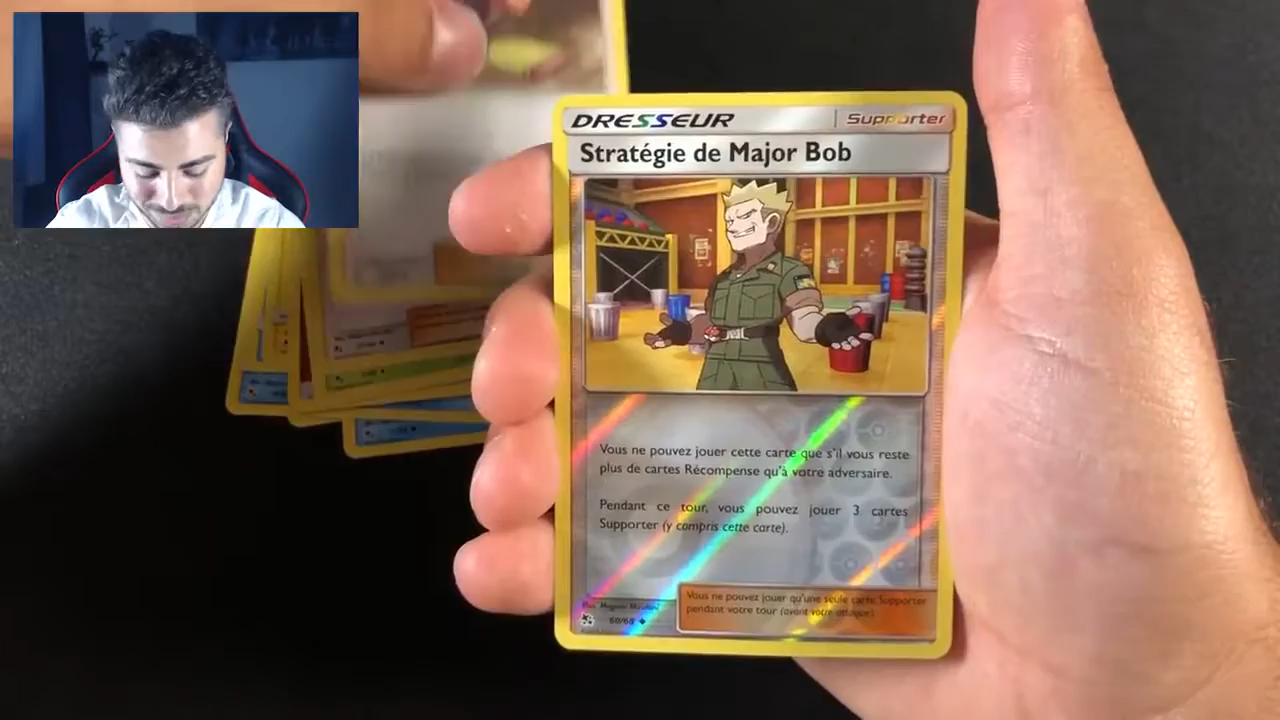 DRESSEUR
Supporter
Stratégie de Major Bob
Vous ne pouvez jouer cette carte que s'il vous reste
plus de cartes Récompense qu'à votre adversaire.
Pendant ce tour, vous pouvez jouer 3 cartes
Supporter (y compris cette carte).
Vous ne pouvez jouer qu'une seule carte Supporter
pendant votre tour (avant votre attaque).
60/68